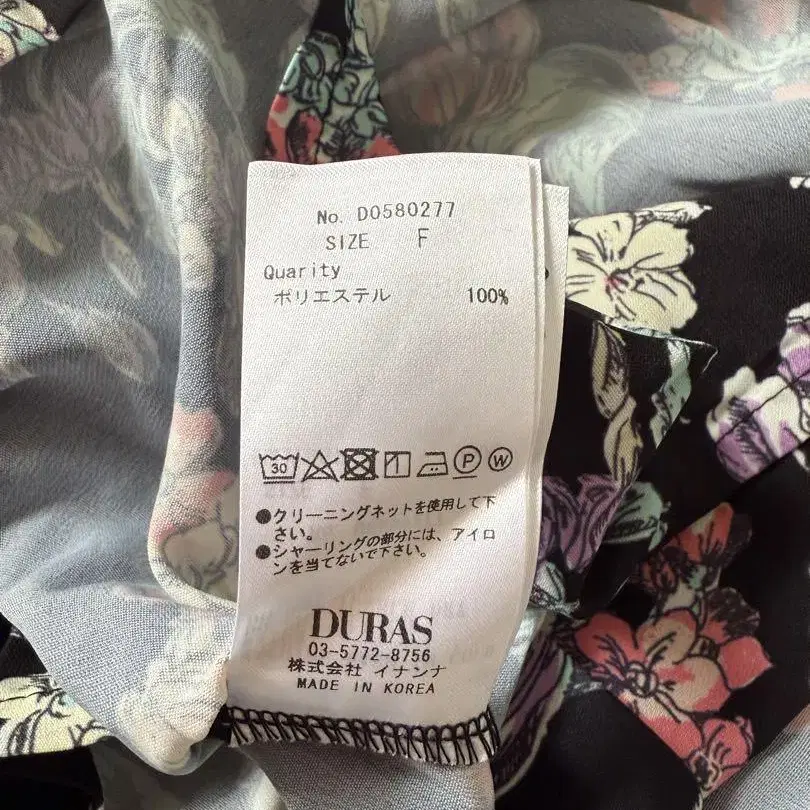 No. D0580277
SIZE F
Quarity
ポリエステル 100%
30 P W
●クリーニングネットを使用して下
さい。
●シャーリングの部分には、アイロ
ンを当てないで下さい。
DURAS
03-5772-8756
株式会社 イナンナ
MADE IN KOREA